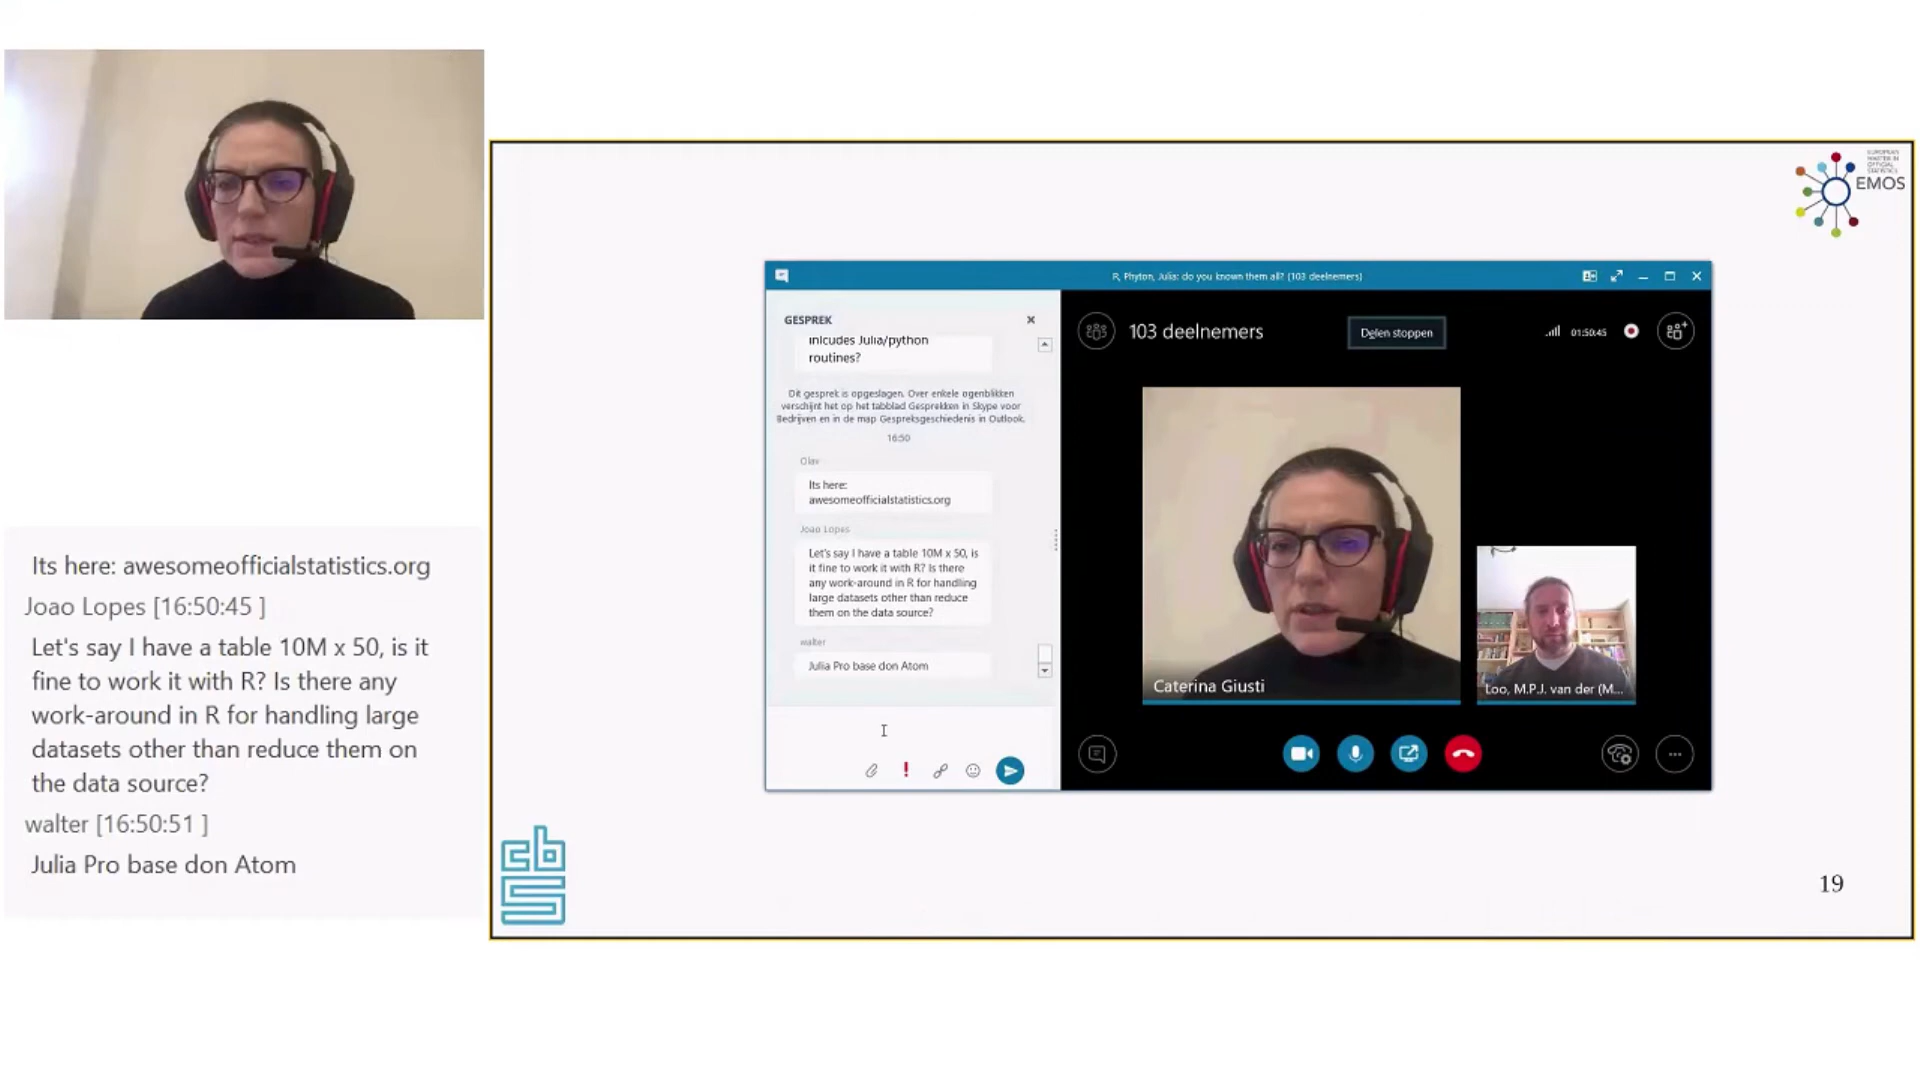 Its here: awesomeofficialstatistics.org
Joao Lopes [16:50:45 ]
Let's say I have a table 10M x 50, is it
fine to work it with R? Is there any
work-around in R for handling large
datasets other than reduce them on
the data source?
walter [16:50:51 ]
Julia Pro base don Atom
EUROPEAN
MASTER IN
OFFICIAL
STATISTICS
EMOS
R, Phyton, Julia: do you known them all? (103 deelnemers)
GESPREK
inlcudes Julia/python
routines?
Dit gesprek is opgeslagen. Over enkele ogenblikken
verschijnt het op het tabblad Gesprekken in Skype voor
Bedrijven en in de map Gespreksgeschiedenis in Outlook.
16:50
Olav
Its here:
awesomeofficialstatistics.org
Joao Lopes
Let's say I have a table 10M x 50, is
it fine to work it with R? Is there
any work-around in R for handling
large datasets other than reduce
them on the data source?
walter
Julia Pro base don Atom
103 deelnemers
Delen stoppen
01:50:45
Caterina Giusti
Loo, M.P.J. van der (M...
cbs
19